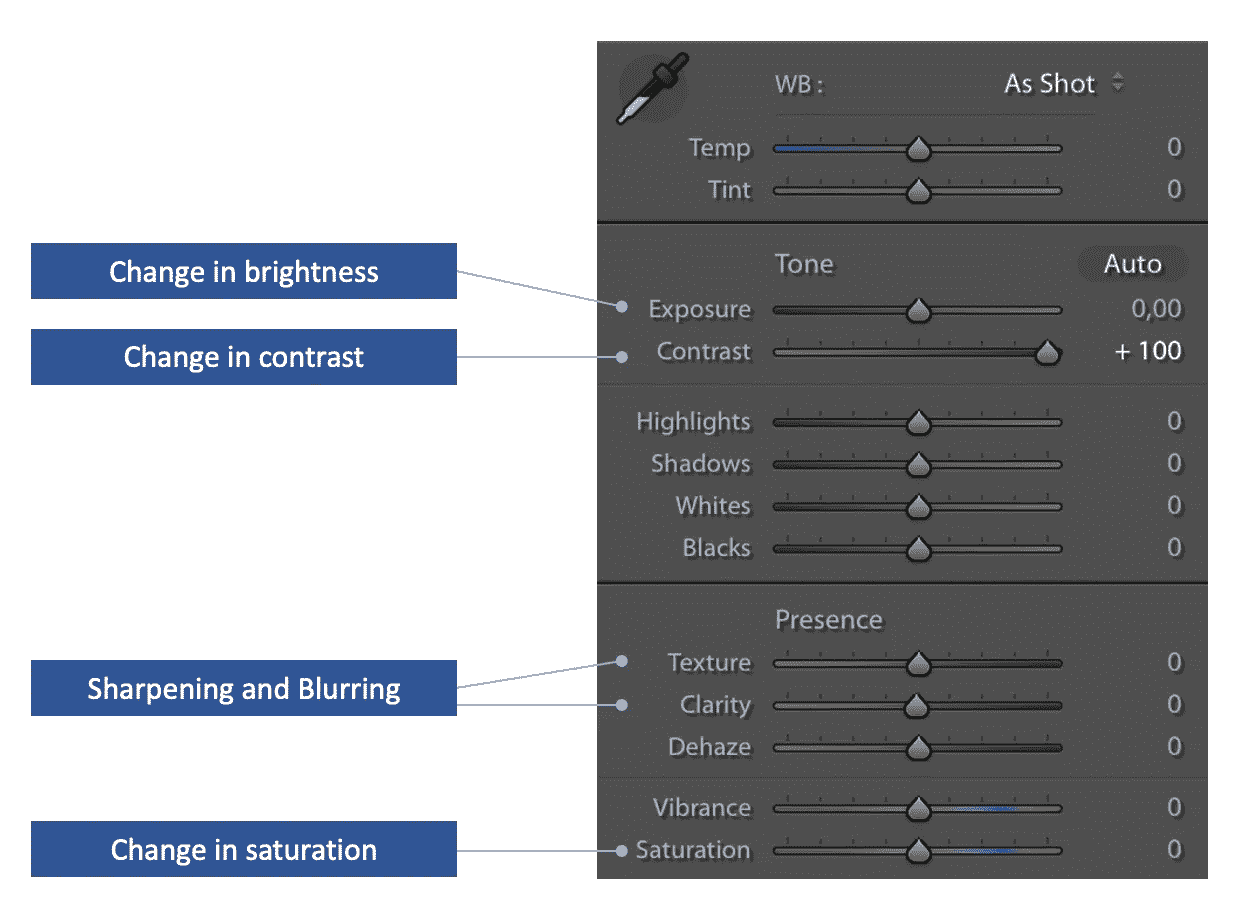 WB : As Shot
Temp 0
Tint 0
Change in brightness
Tone Auto
Exposure 0,00
Change in contrast
Contrast + 100
Highlights 0
Shadows 0
Whites 0
Blacks 0
Presence
Sharpening and Blurring
Texture 0
Clarity 0
Dehaze 0
Vibrance 0
Change in saturation
Saturation 0